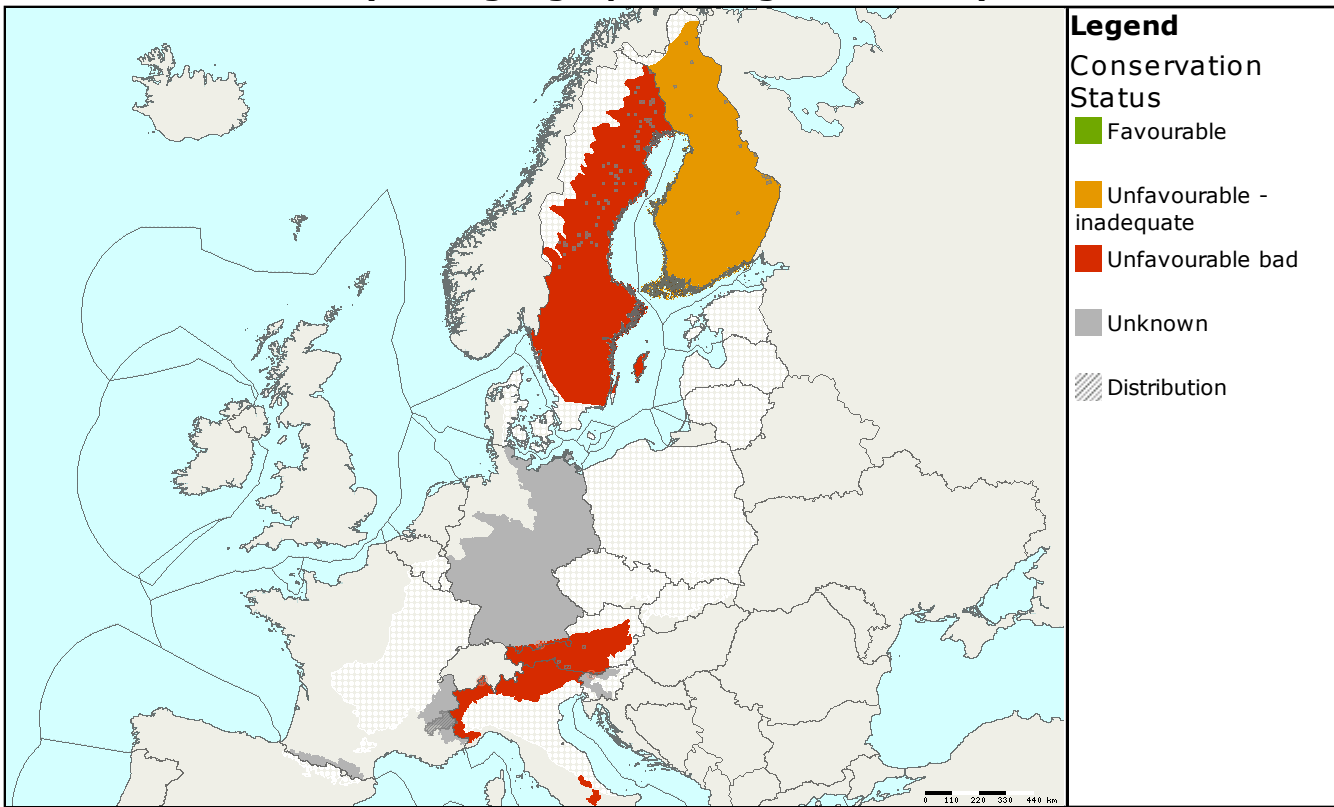 Legend
Conservation
Status
Favourable
Unfavourable -
inadequate
Unfavourable bad
Unknown
Distribution
0 110 220 330 440 km